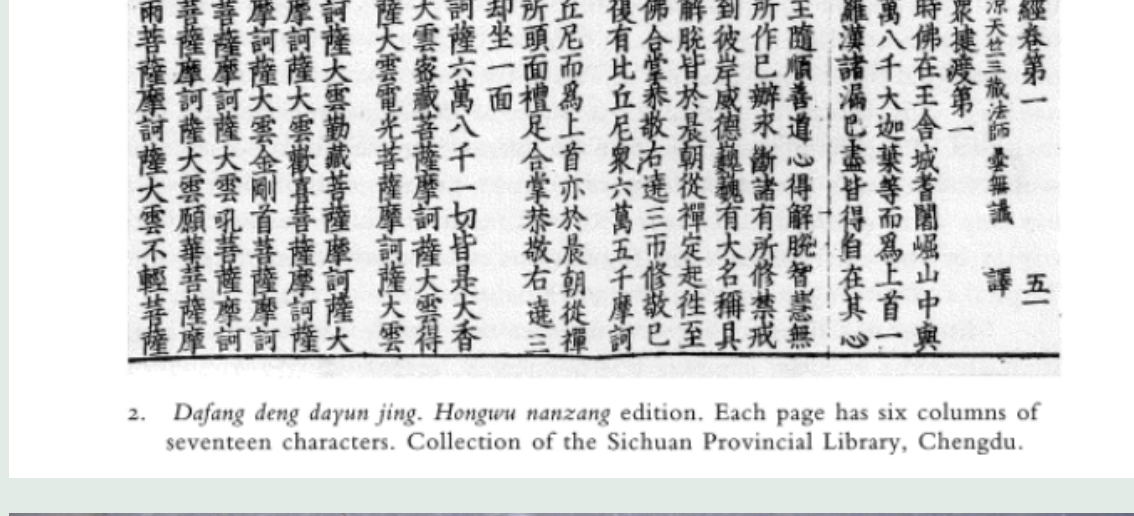 經卷第一 五一
涼天竺三藏法師 曇無讖 譯
衆揵渡第一
時佛在王舍城耆闍崛山中與
萬八千大迦葉等而爲上首一
羅漢諸漏已盡皆得自在其心
王隨順善道心得解脫智慧無
所作已辦永斷諸有所修禁戒
到彼岸威德巍巍有大名稱具
解脫皆於晨朝從禪定起往至
佛合掌恭敬右遶三帀修敬已
復有比丘尼衆六萬五千摩訶
丘尼而爲上首亦於晨朝從禪
所頭面禮足合掌恭敬右遶三
却坐一面
訶薩六萬八千一切皆是大香
大雲密藏菩薩摩訶薩大雲得
薩大雲電光菩薩摩訶薩大雲
訶薩大雲勤藏菩薩摩訶薩大
摩訶薩大雲歡喜菩薩摩訶薩
摩訶薩大雲金剛首菩薩摩訶
菩薩摩訶薩大雲吼菩薩摩訶
菩薩摩訶薩大雲願華菩薩摩
雨菩薩摩訶薩大雲不輕菩薩
2. Dafang deng dayun jing. Hongwu nanzang edition. Each page has six columns of
seventeen characters. Collection of the Sichuan Provincial Library, Chengdu.